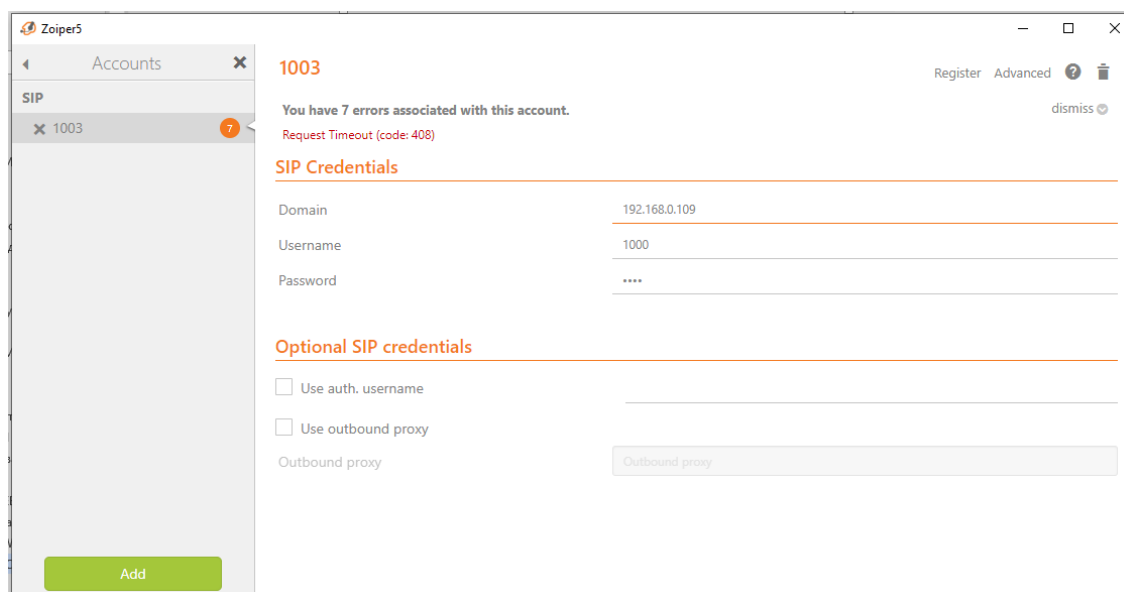 Zoiper5
Accounts
SIP
1003
7
Add
1003
Register Advanced
You have 7 errors associated with this account.
dismiss
Request Timeout (code: 408)
SIP Credentials
Domain 192.168.0.109
Username 1000
Password ••••
Optional SIP credentials
Use auth. username
Use outbound proxy
Outbound proxy Outbound proxy